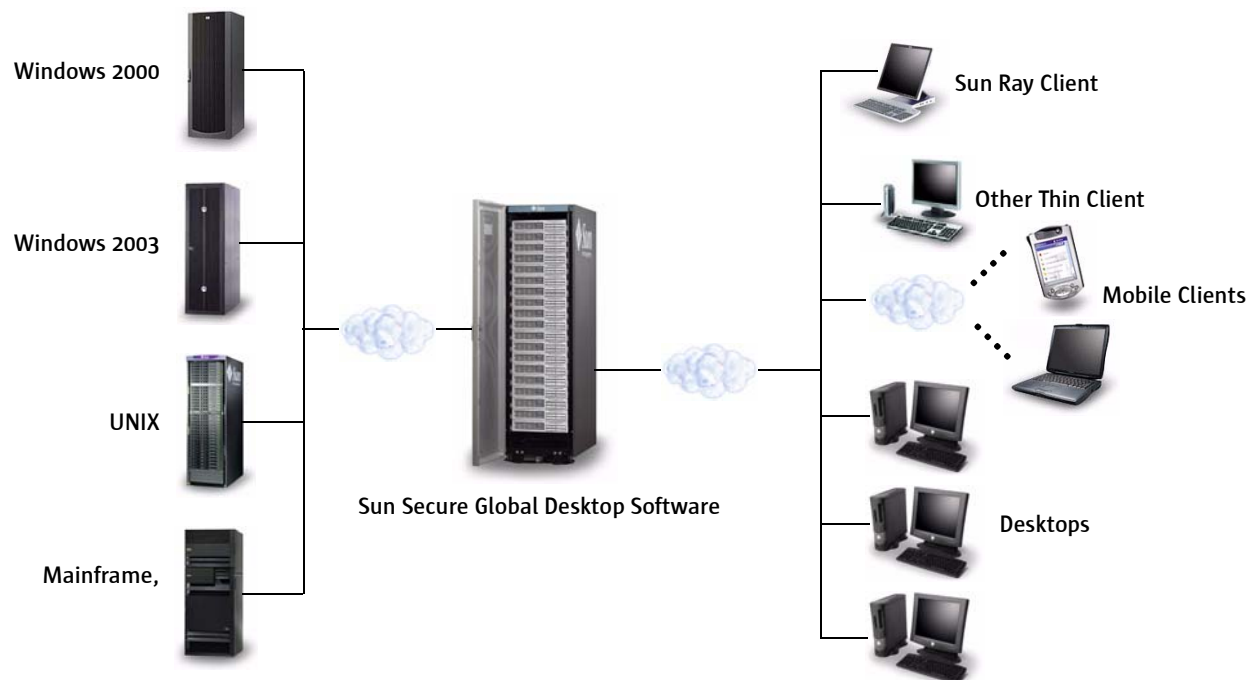 Windows 2000
Windows 2003
UNIX
Mainframe,
Sun Secure Global Desktop Software
Sun Ray Client
Other Thin Client
Mobile Clients
Desktops
Sun